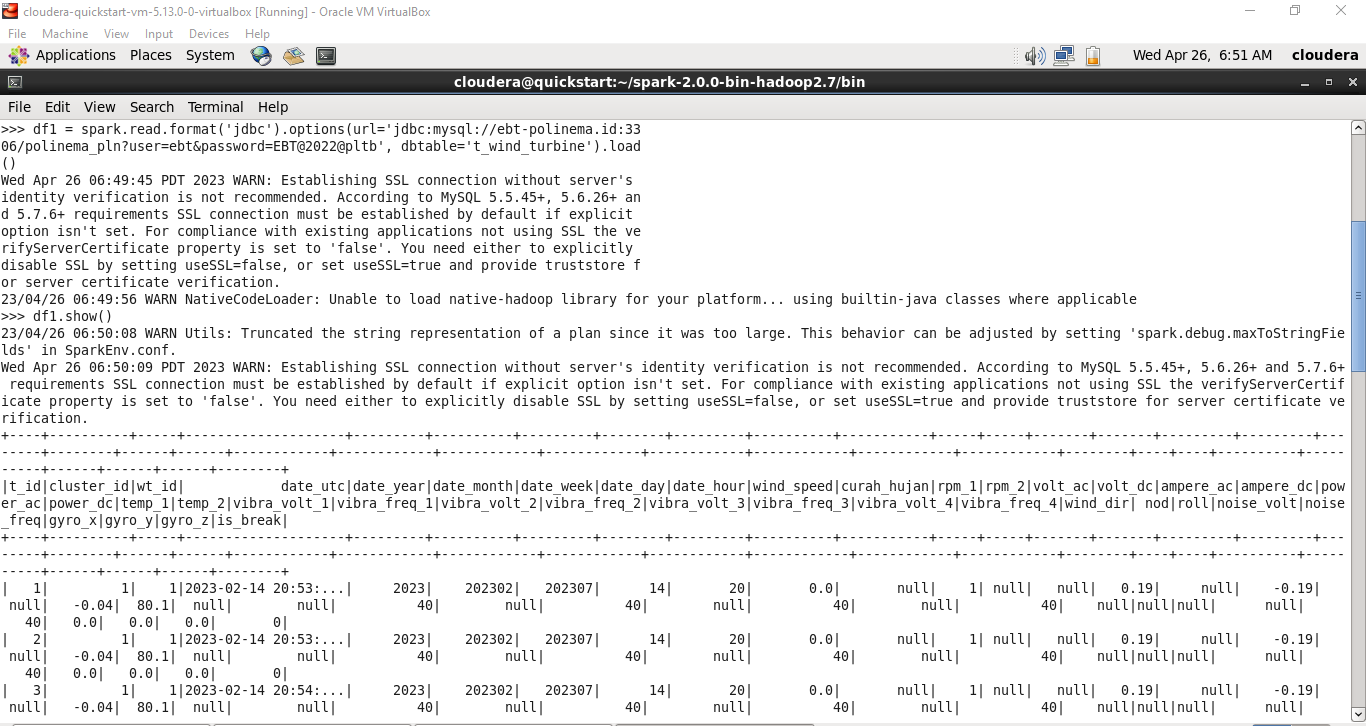 cloudera-quickstart-vm-5.13.0-0-virtualbox [Running] - Oracle VM VirtualBox
File Machine View Input Devices Help
Applications Places System Wed Apr 26, 6:51 AM cloudera
cloudera@quickstart:~/spark-2.0.0-bin-hadoop2.7/bin
File Edit View Search Terminal Help
>>> df1 = spark.read.format('jdbc').options(url='jdbc:mysql://ebt-polinema.id:33
06/polinema_pln?user=ebt&password=EBT@2022@pltb', dbtable='t_wind_turbine').load
()
Wed Apr 26 06:49:45 PDT 2023 WARN: Establishing SSL connection without server's
identity verification is not recommended. According to MySQL 5.5.45+, 5.6.26+ an
d 5.7.6+ requirements SSL connection must be established by default if explicit
option isn't set. For compliance with existing applications not using SSL the ve
rifyServerCertificate property is set to 'false'. You need either to explicitly
disable SSL by setting useSSL=false, or set useSSL=true and provide truststore f
or server certificate verification.
23/04/26 06:49:56 WARN NativeCodeLoader: Unable to load native-hadoop library for your platform... using builtin-java classes where applicable
>>> df1.show()
23/04/26 06:50:08 WARN Utils: Truncated the string representation of a plan since it was too large. This behavior can be adjusted by setting 'spark.debug.maxToStringFie
lds' in SparkEnv.conf.
Wed Apr 26 06:50:09 PDT 2023 WARN: Establishing SSL connection without server's identity verification is not recommended. According to MySQL 5.5.45+, 5.6.26+ and 5.7.6+
 requirements SSL connection must be established by default if explicit option isn't set. For compliance with existing applications not using SSL the verifyServerCertif
icate property is set to 'false'. You need either to explicitly disable SSL by setting useSSL=false, or set useSSL=true and provide truststore for server certificate ve
rification.
+----+----------+-----+--------------------+---------+----------+---------+--------+---------+----------+-----------+-----+-----+-------+-------+---------+---------+---
-----+--------+------+------+-------------+------------+-------------+------------+-------------+------------+-------------+------------+--------+----+----+----------+-----
-----+------+------+------+--------+
|t_id|cluster_id|wt_id|            date_utc|date_year|date_month|date_week|date_day|date_hour|wind_speed|curah_hujan|rpm_1|rpm_2|volt_ac|volt_dc|ampere_ac|ampere_dc|pow
er_ac|power_dc|temp_1|temp_2|vibra_volt_1|vibra_freq_1|vibra_volt_2|vibra_freq_2|vibra_volt_3|vibra_freq_3|vibra_volt_4|vibra_freq_4|wind_dir| nod|roll|noise_volt|noise
_freq|gyro_x|gyro_y|gyro_z|is_break|
+----+----------+-----+--------------------+---------+----------+---------+--------+---------+----------+-----------+-----+-----+-------+-------+---------+---------+---
-----+--------+------+------+------------+------------+------------+------------+------------+------------+------------+------------+--------+----+----+----------+-----
-----+------+------+------+--------+
|   1|         1|    1|2023-02-14 20:53:...|     2023|    202302|   202307|      14|       20|       0.0|       null|    1| null|   null|   0.19|     null|    -0.19|
 null|   -0.04|  80.1|  null|        null|          40|        null|          40|        null|          40|        null|          40|    null|null|null|      null|
   40|   0.0|   0.0|   0.0|       0|
|   2|         1|    1|2023-02-14 20:53:...|     2023|    202302|   202307|      14|       20|       0.0|       null|    1| null|   null|   0.19|     null|    -0.19|
 null|   -0.04|  80.1|  null|        null|          40|        null|          40|        null|          40|        null|          40|    null|null|null|      null|
   40|   0.0|   0.0|   0.0|       0|
|   3|         1|    1|2023-02-14 20:54:...|     2023|    202302|   202307|      14|       20|       0.0|       null|    1| null|   null|   0.19|     null|    -0.19|
 null|   -0.04|  80.1|  null|        null|          40|        null|          40|        null|          40|        null|          40|    null|null|null|      null|